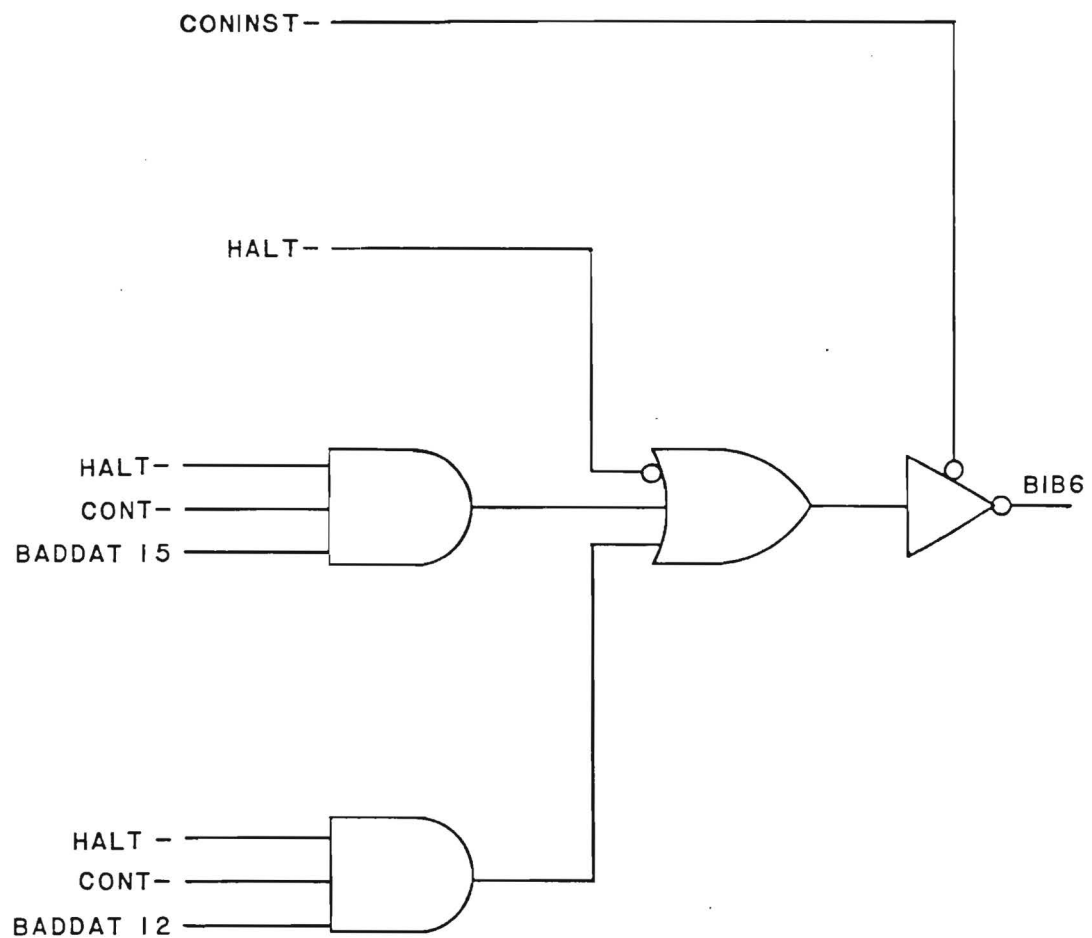 CONINST-
HALT-
HALT-
CONT-
BADDAT 15
BIB6
HALT -
CONT-
BADDAT 12